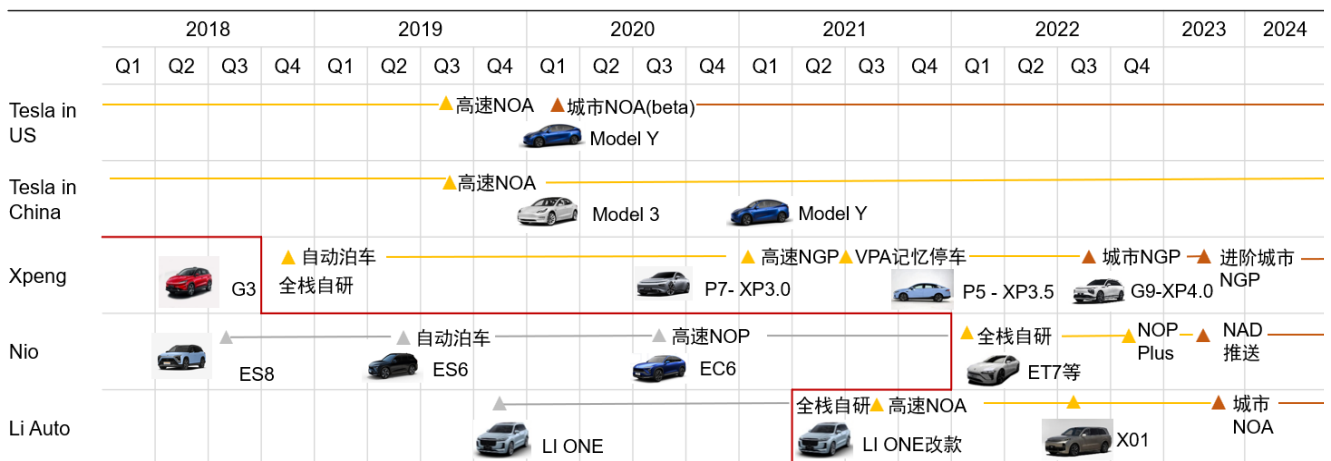 2018 2019 2020 2021 2022 2023 2024
Q1 Q2 Q3 Q4 Q1 Q2 Q3 Q4 Q1 Q2 Q3 Q4 Q1 Q2 Q3 Q4 Q1 Q2 Q3 Q4
Tesla in
US
高速NOA
城市NOA(beta)
Model Y
Tesla in
China
高速NOA
Model 3
Model Y
Xpeng
自动泊车
全栈自研
G3
高速NGP
VPA记忆停车
城市NGP
进阶城市
NGP
P7- XP3.0
P5 - XP3.5
G9-XP4.0
Nio
自动泊车
高速NOP
全栈自研
NOP
Plus
NAD
推送
ES8
ES6
EC6
ET7等
Li Auto
全栈自研
高速NOA
城市
NOA
LI ONE
LI ONE改款
X01